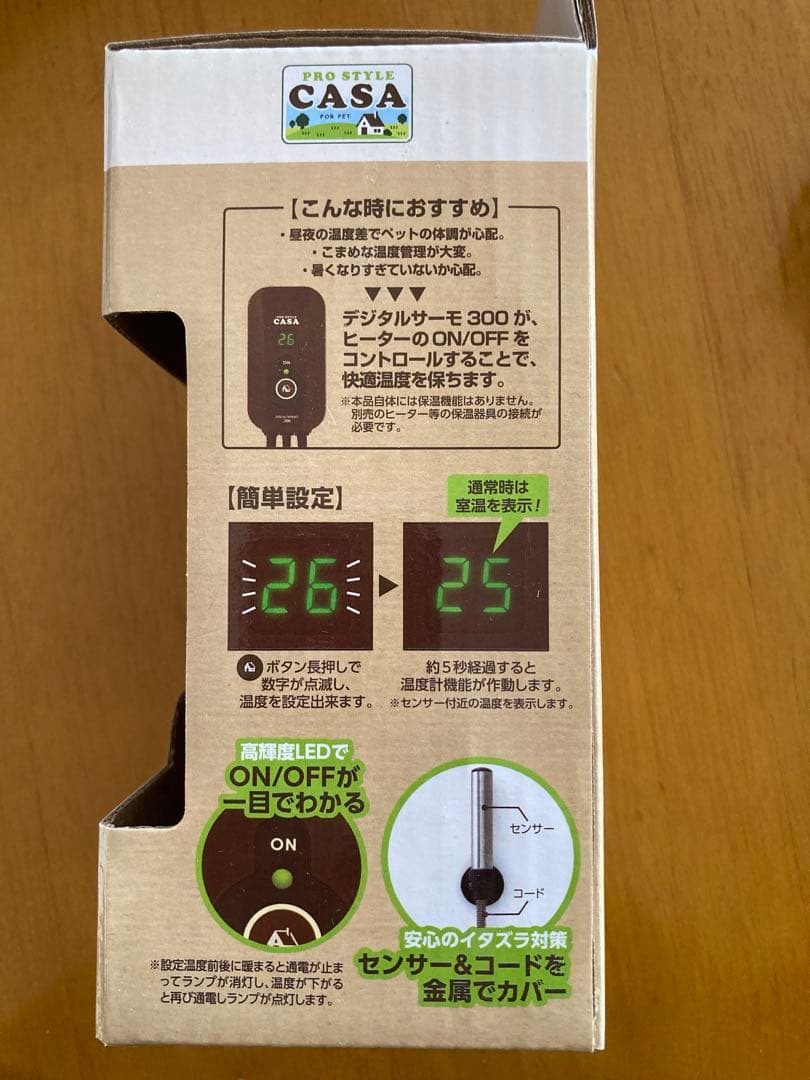 PRO STYLE
CASA
FOR PET
【こんな時におすすめ】
・昼夜の温度差でペットの体調が心配。
・こまめな温度管理が大変。
・暑くなりすぎていないか心配。
▼▼▼
PRO STYLE
CASA
26
ON
デジタルサーモ300が、
ヒーターのON/OFFを
コントロールすることで、
快適温度を保ちます。
※本品自体には保温機能はありません。
別売のヒーター等の保温器具の接続が
必要です。
【簡単設定】
通常時は
室温を表示!
26
▶
25
ボタン長押しで
数字が点滅し、
温度を設定出来ます。
約5秒経過すると
温度計機能が作動します。
※センサー付近の温度を表示します。
高輝度LEDで
ON/OFFが
一目でわかる
ON
※設定温度前後に暖まると通電が止ま
ってランプが消灯し、温度が下がる
と再び通電しランプが点灯します。
センサー
コード
安心のイタズラ対策
センサー&コードを
金属でカバー